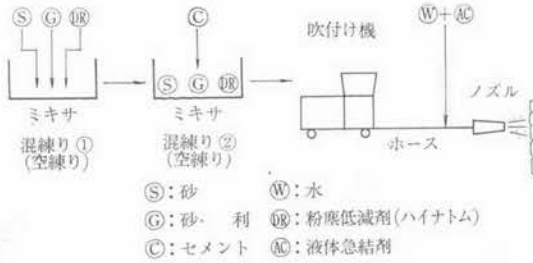 Ⓢ Ⓖ ⒹⓇ
ミキサ
混練り①
(空練り)
Ⓒ
Ⓢ Ⓖ ⒹⓇ
ミキサ
混練り②
(空練り)
吹付け機
Ⓦ+ⒶⒸ
ノズル
ホース
Ⓢ:砂 Ⓦ:水
Ⓖ:砂・利 ⒹⓇ:粉塵低減剤(ハイナトム)
Ⓒ:セメント ⒶⒸ:液体急結剤